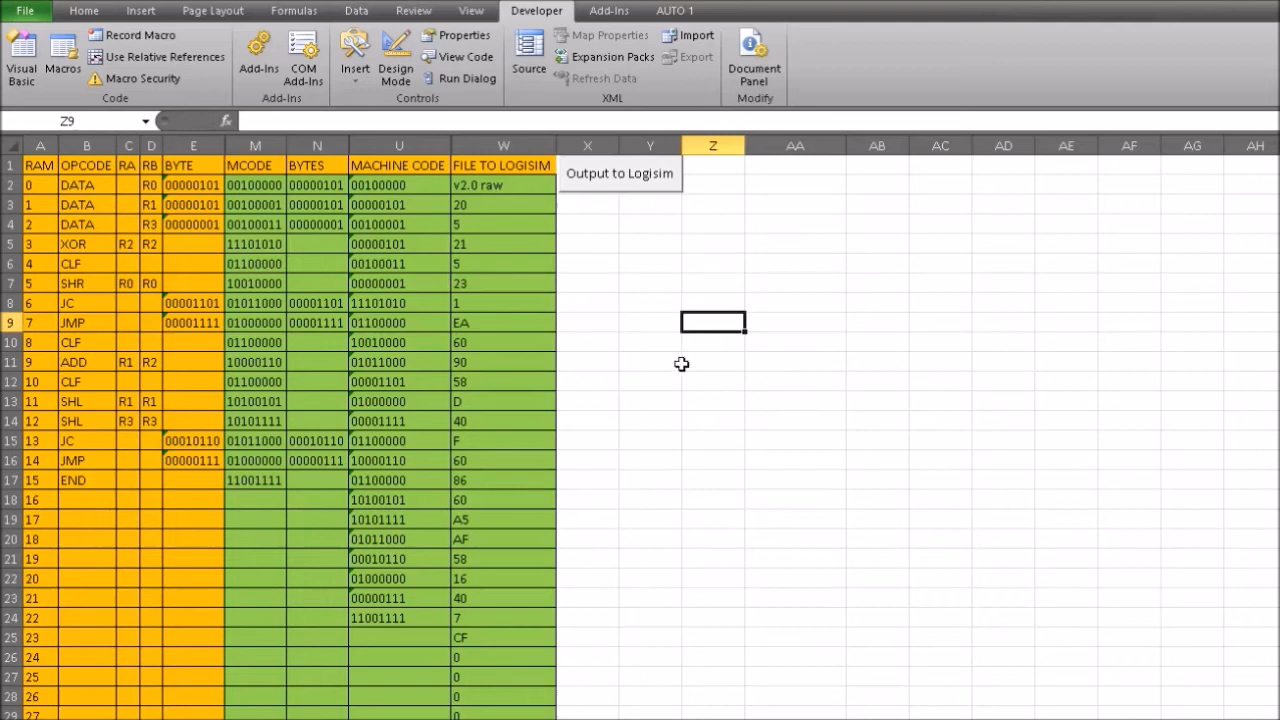 File Home Insert Page Layout Formulas Data Review View Developer Add-Ins AUTO 1
Visual Basic Macros Record Macro Use Relative References Macro Security Add-Ins COM Add-Ins Insert Design Mode Properties View Code Run Dialog Source Map Properties Expansion Packs Refresh Data Import Export Document Panel
Code Add-Ins Controls XML Modify
Z9 fx
A B C D E M N U W X Y Z AA AB AC AD AE AF AG AH
1 RAM OPCODE RA RB BYTE MCODE BYTES MACHINE CODE FILE TO LOGISIM Output to Logisim
2 0 DATA R0 00000101 00100000 00000101 00100000 v2.0 raw
3 1 DATA R1 00000101 00100001 00000101 00000101 20
4 2 DATA R3 00000001 00100011 00000001 00100001 5
5 3 XOR R2 R2 11101010 00000101 21
6 4 CLF 01100000 00100011 5
7 5 SHR R0 R0 10010000 00000001 23
8 6 JC 00001101 01011000 00001101 11101010 1
9 7 JMP 00001111 01000000 00001111 01100000 EA
10 8 CLF 01100000 10010000 60
11 9 ADD R1 R2 10000110 01011000 90
12 10 CLF 01100000 00001101 58
13 11 SHL R1 R1 10100101 01000000 D
14 12 SHL R3 R3 10101111 00001111 40
15 13 JC 00010110 01011000 00010110 01100000 F
16 14 JMP 00000111 01000000 00000111 10000110 60
17 15 END 11001111 01100000 86
18 16 10100101 60
19 17 10101111 A5
20 18 01011000 AF
21 19 00010110 58
22 20 01000000 16
23 21 00000111 40
24 22 11001111 7
25 23 CF
26 24 0
27 25 0
28 26 0
29 27 0